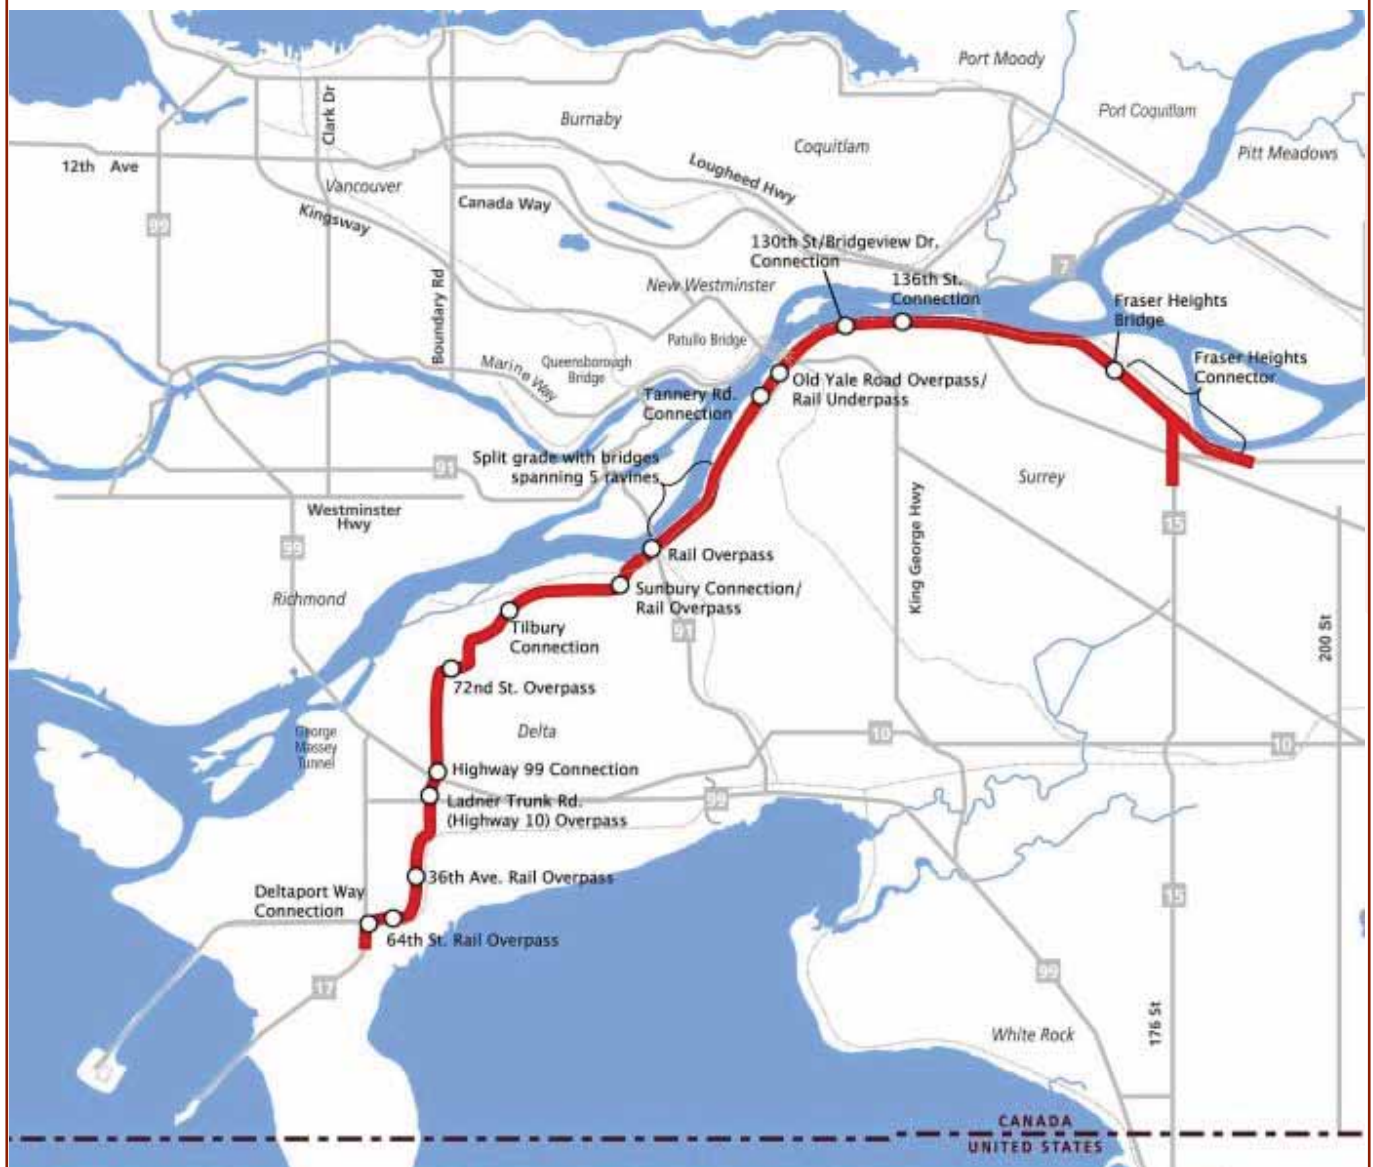 Port Moody
Clark Dr
Burnaby
Port Coquitlam
Coquitlam
Pitt Meadows
12th Ave
Lougheed Hwy
Vancouver
Canada Way
Kingsway
99
130th St/Bridgeview Dr.
Connection
7
136th St.
Connection
New Westminster
Boundary Rd
Fraser Heights
Bridge
Patullo Bridge
Marine Way
Queensborough
Bridge
Fraser Heights
Connector
Old Yale Road Overpass/
Rail Underpass
Tannery Rd.
Connection
Split grade with bridges
spanning 5 ravines
91
Surrey
Westminster
Hwy
King George Hwy
15
99
Rail Overpass
Richmond
Sunbury Connection/
Rail Overpass
Tilbury
Connection
91
200 St
72nd St. Overpass
Delta
George
Massey
Tunnel
10
10
Highway 99 Connection
Ladner Trunk Rd.
(Highway 10) Overpass
99
36th Ave. Rail Overpass
Deltaport Way
Connection
15
64th St. Rail Overpass
17
99
176 St
White Rock
CANADA
UNITED STATES